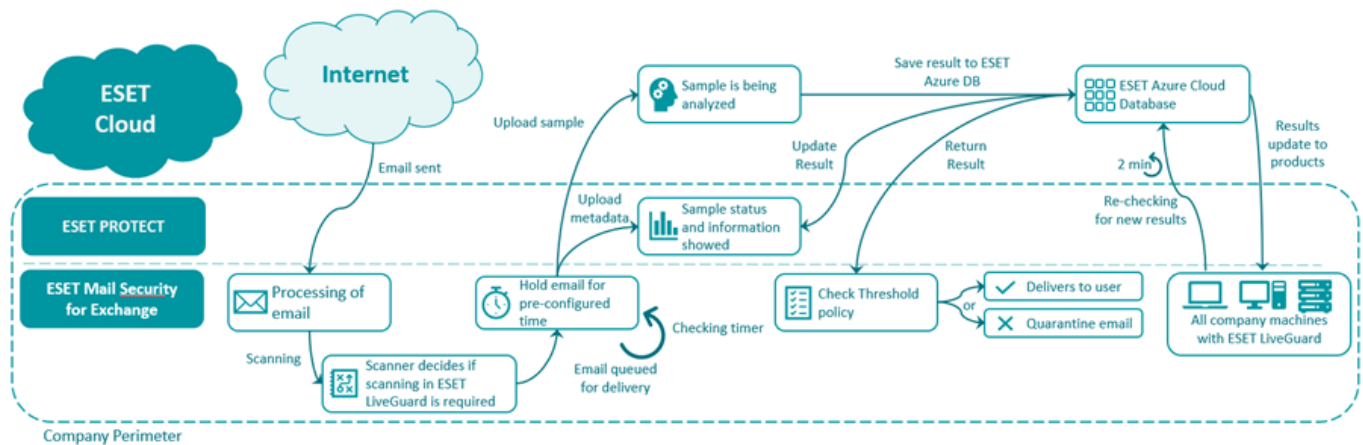 ESET
Cloud
Internet
Email sent
Upload sample
Sample is being
analyzed
Save result to ESET
Azure DB
ESET Azure Cloud
Database
Update
Result
Return
Result
2 min
Results
update to
products
ESET PROTECT
Upload
metadata
Sample status
and information
showed
Re-checking
for new results
ESET Mail Security
for Exchange
Processing of
email
Hold email for
pre-configured
time
Check Threshold
policy
Delivers to user
or
Quarantine email
All company machines
with ESET LiveGuard
Scanning
Scanner decides if
scanning in ESET
LiveGuard is required
Checking timer
Email queued
for delivery
Company Perimeter